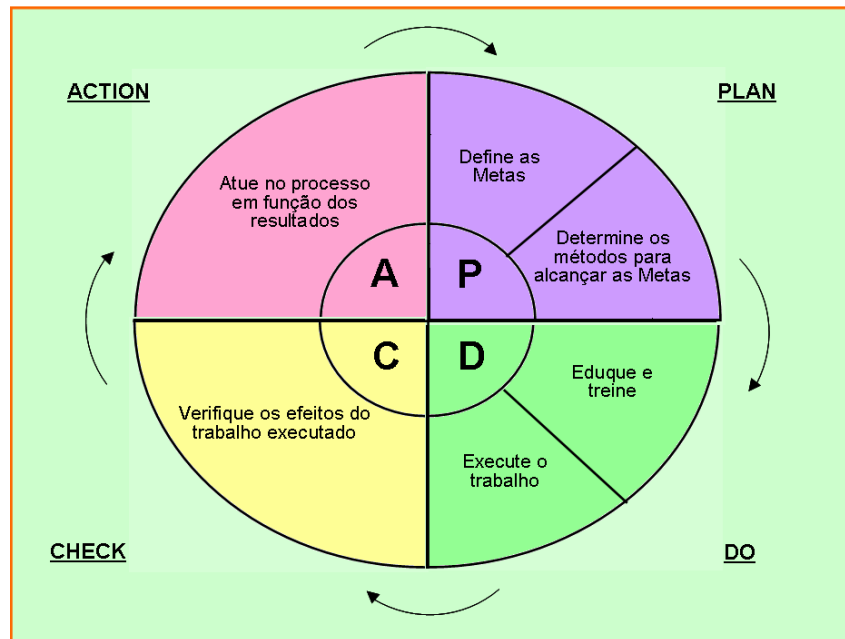 ACTION
PLAN
Atue no processo
em função dos
resultados
Define as
Metas
Determine os
métodos para
alcançar as Metas
A
P
C
D
Verifique os efeitos do
trabalho executado
Eduque e
treine
Execute o
trabalho
CHECK
DO